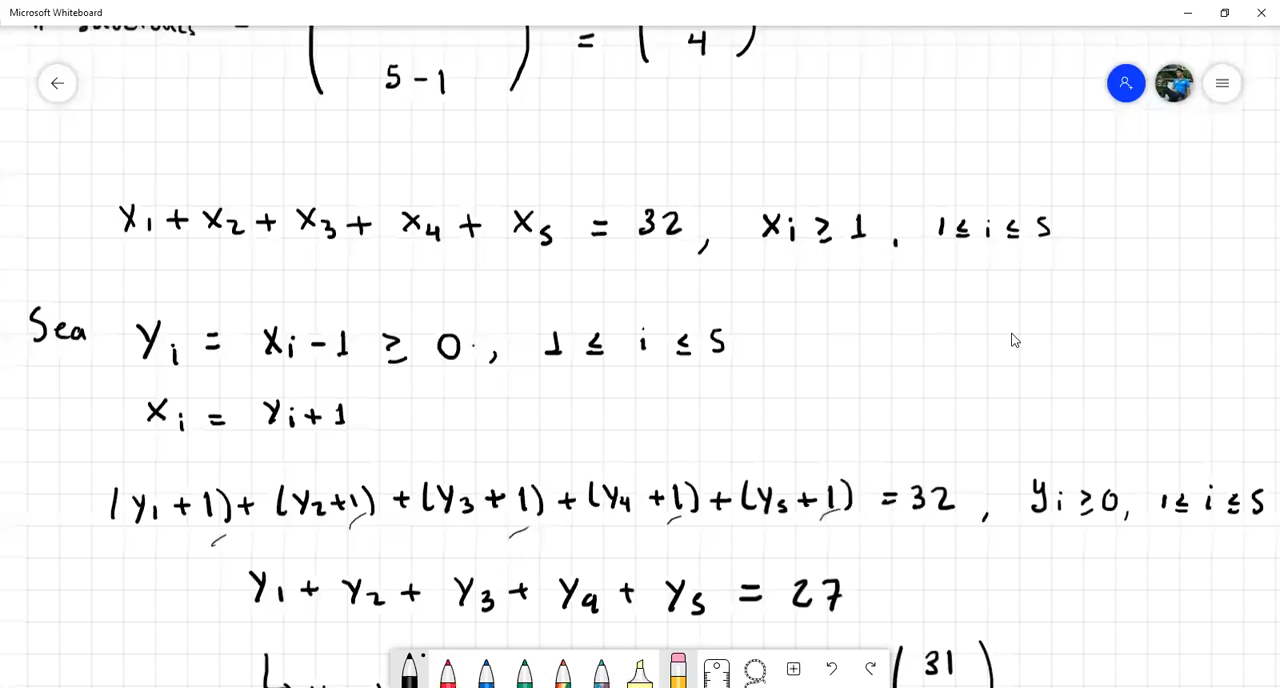 Microsoft Whiteboard
5 - 1
= ( 4 )
x₁ + x₂ + x₃ + x₄ + x₅ = 32, xᵢ ≥ 1, 1 ≤ i ≤ 5
Sea yᵢ = xᵢ - 1 ≥ 0, 1 ≤ i ≤ 5
xᵢ = yᵢ + 1
(y₁ + 1) + (y₂ + 1) + (y₃ + 1) + (y₄ + 1) + (y₅ + 1) = 32, yᵢ ≥ 0, 1 ≤ i ≤ 5
y₁ + y₂ + y₃ + y₄ + y₅ = 27
( 31 )